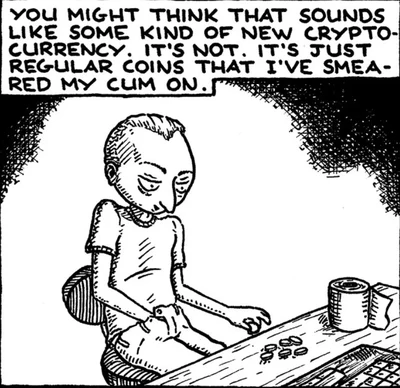 YOU MIGHT THINK THAT SOUNDS
LIKE SOME KIND OF NEW CRYPTO-
CURRENCY. IT'S NOT. IT'S JUST
REGULAR COINS THAT I'VE SMEA-
RED MY CUM ON.